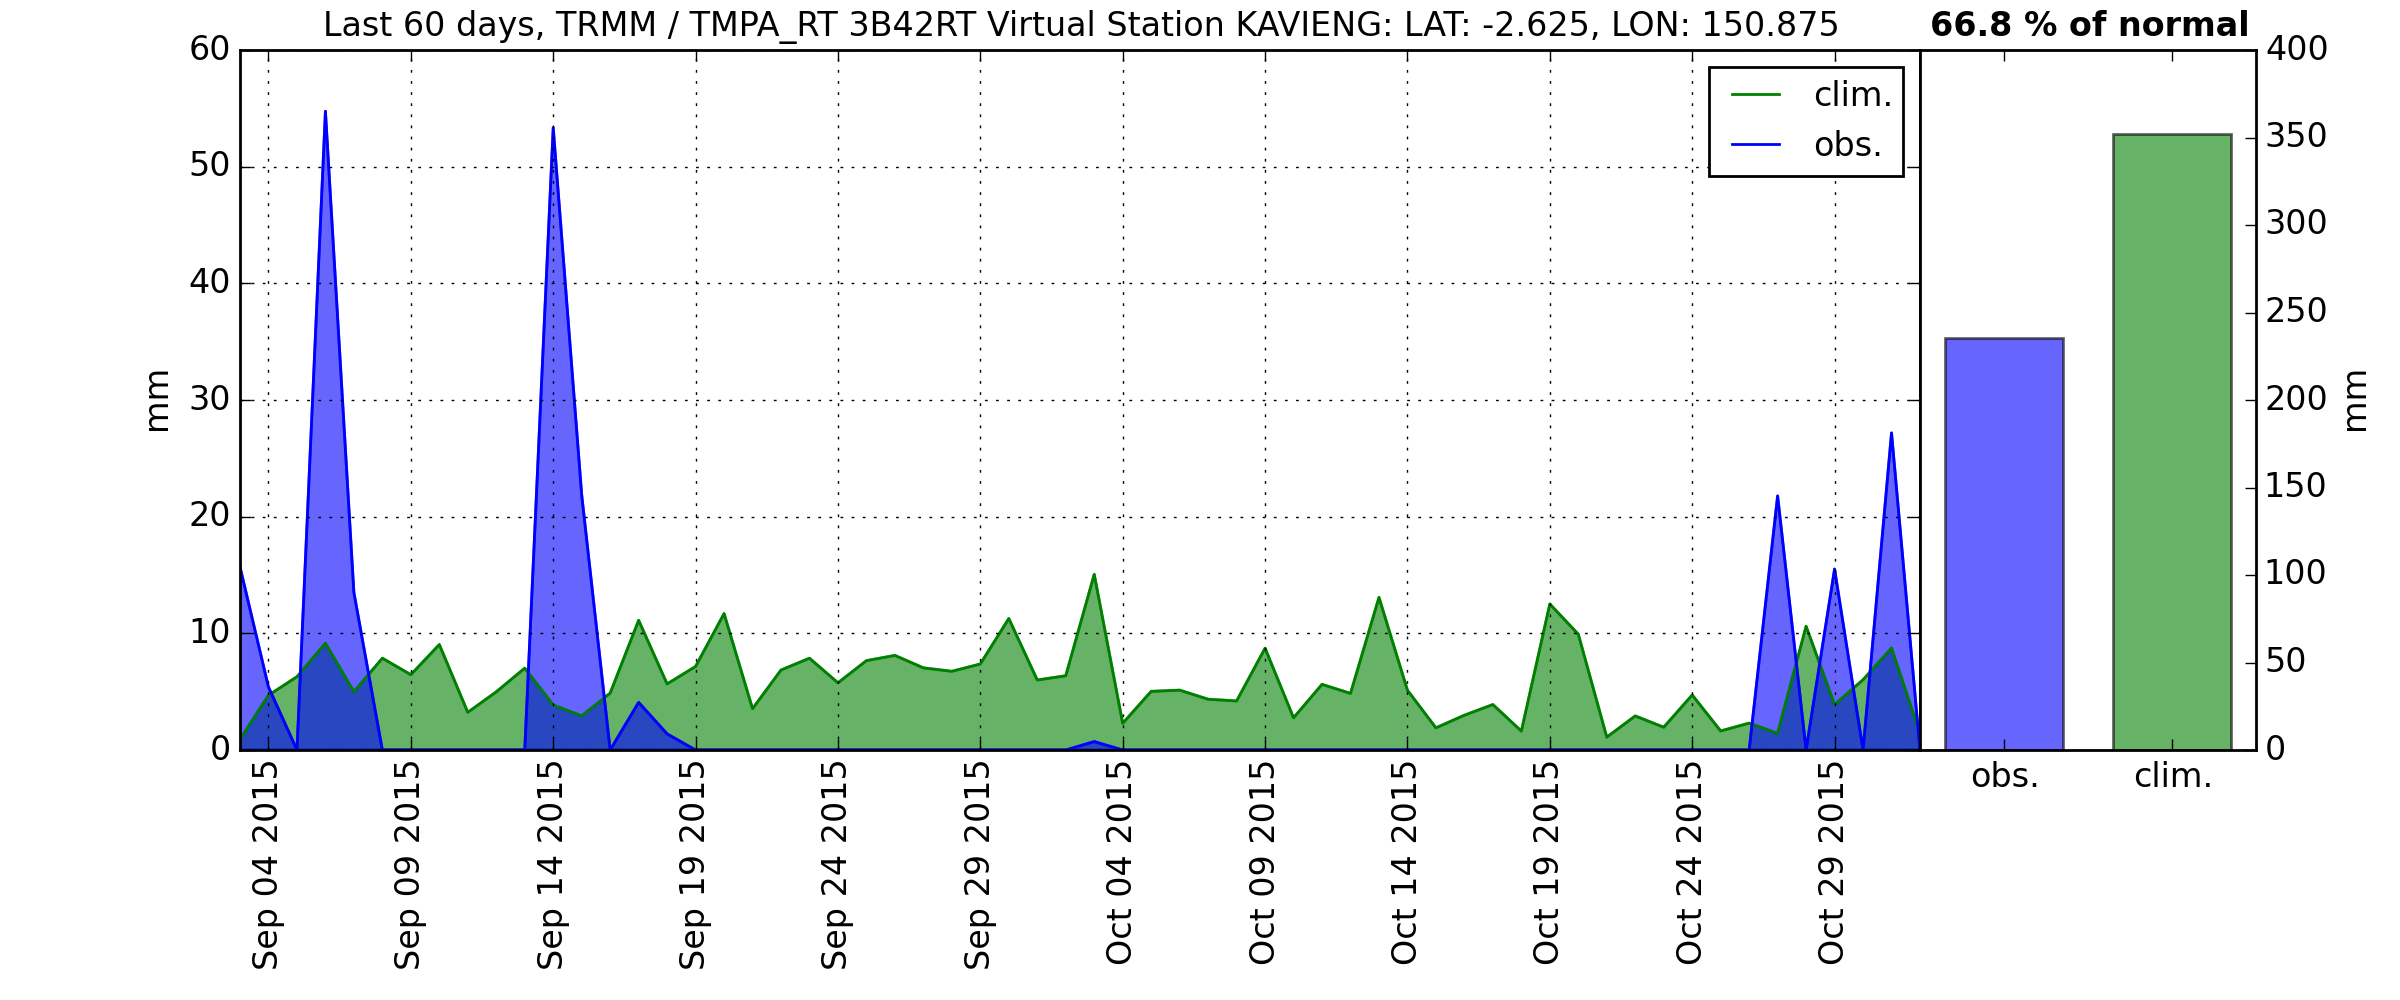 Last 60 days, TRMM / TMPA_RT 3B42RT Virtual Station KAVIENG: LAT: -2.625, LON: 150.875
66.8 % of normal
60
50
40
30
20
10
0
mm
clim.
obs.
Sep 04 2015
Sep 09 2015
Sep 14 2015
Sep 19 2015
Sep 24 2015
Sep 29 2015
Oct 04 2015
Oct 09 2015
Oct 14 2015
Oct 19 2015
Oct 24 2015
Oct 29 2015
400
350
300
250
200
150
100
50
0
mm
obs.
clim.